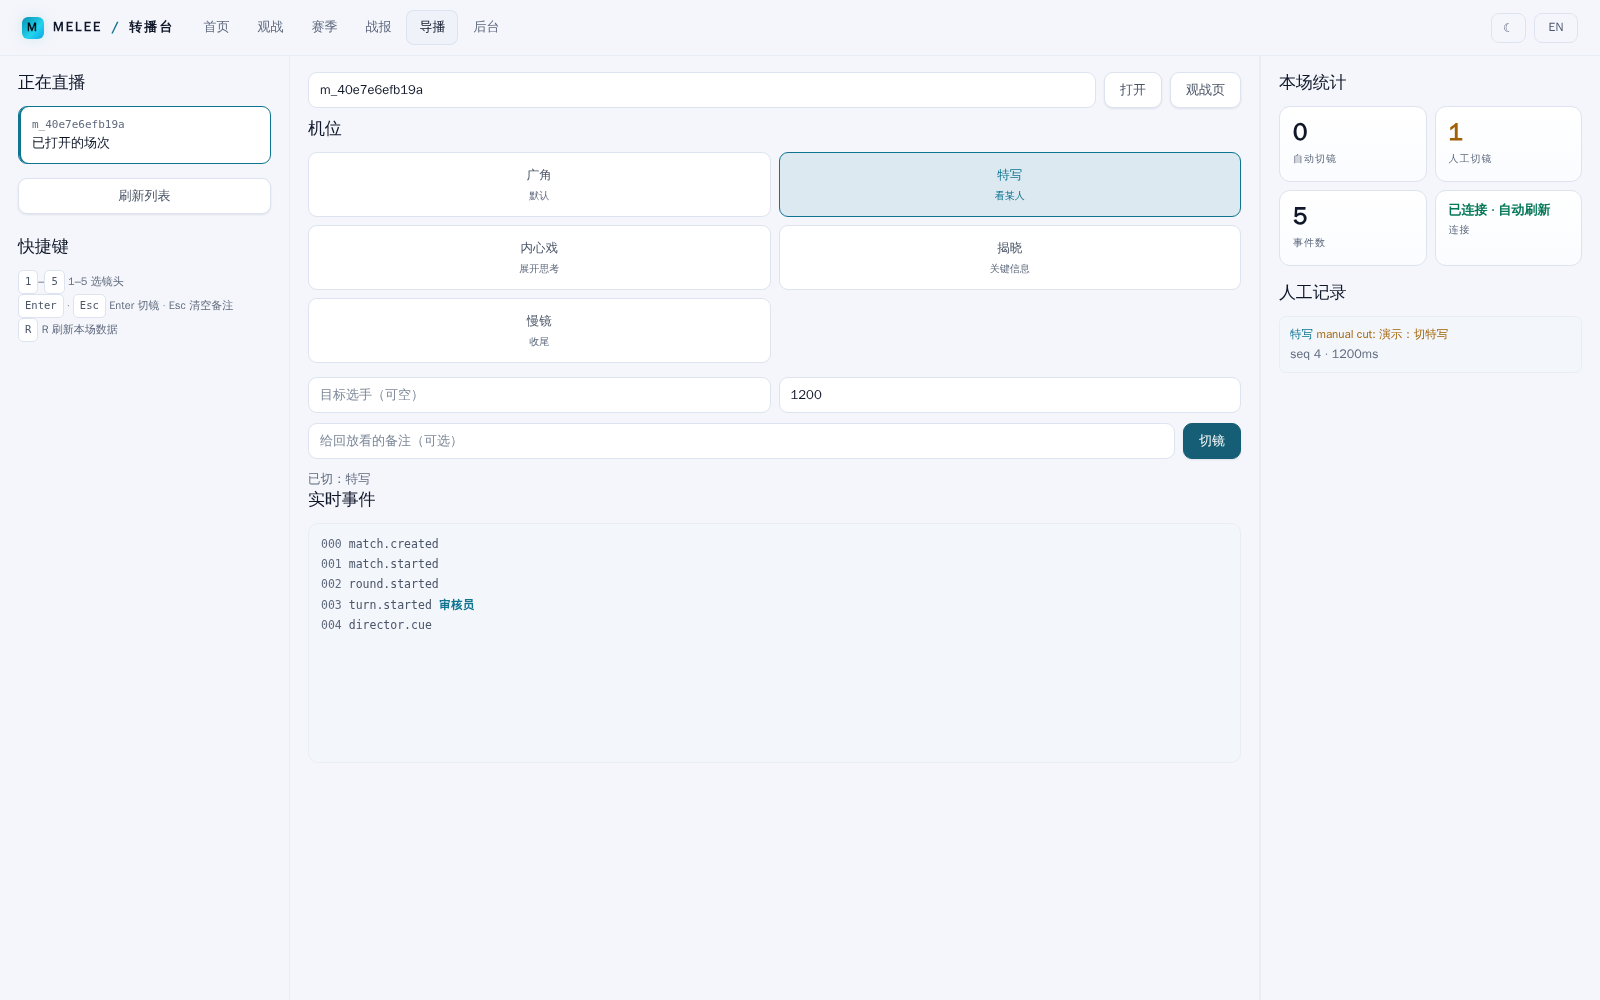 M MELEE / 转播台 首页 观战 赛季 战报 导播 后台 ☾ EN
正在直播
m_40e7e6efb19a
已打开的场次
刷新列表
快捷键
1 – 5 1–5 选镜头
Enter · Esc Enter 切镜 · Esc 清空备注
R R 刷新本场数据
m_40e7e6efb19a 打开 观战页
机位
广角
默认
特写
看某人
内心戏
展开思考
揭晓
关键信息
慢镜
收尾
目标选手（可空） 1200
给回放看的备注（可选） 切镜
已切：特写
实时事件
000 match.created
001 match.started
002 round.started
003 turn.started 审核员
004 director.cue
本场统计
0
自动切镜
1
人工切镜
5
事件数
已连接 · 自动刷新
连接
人工记录
特写 manual cut: 演示：切特写
seq 4 · 1200ms